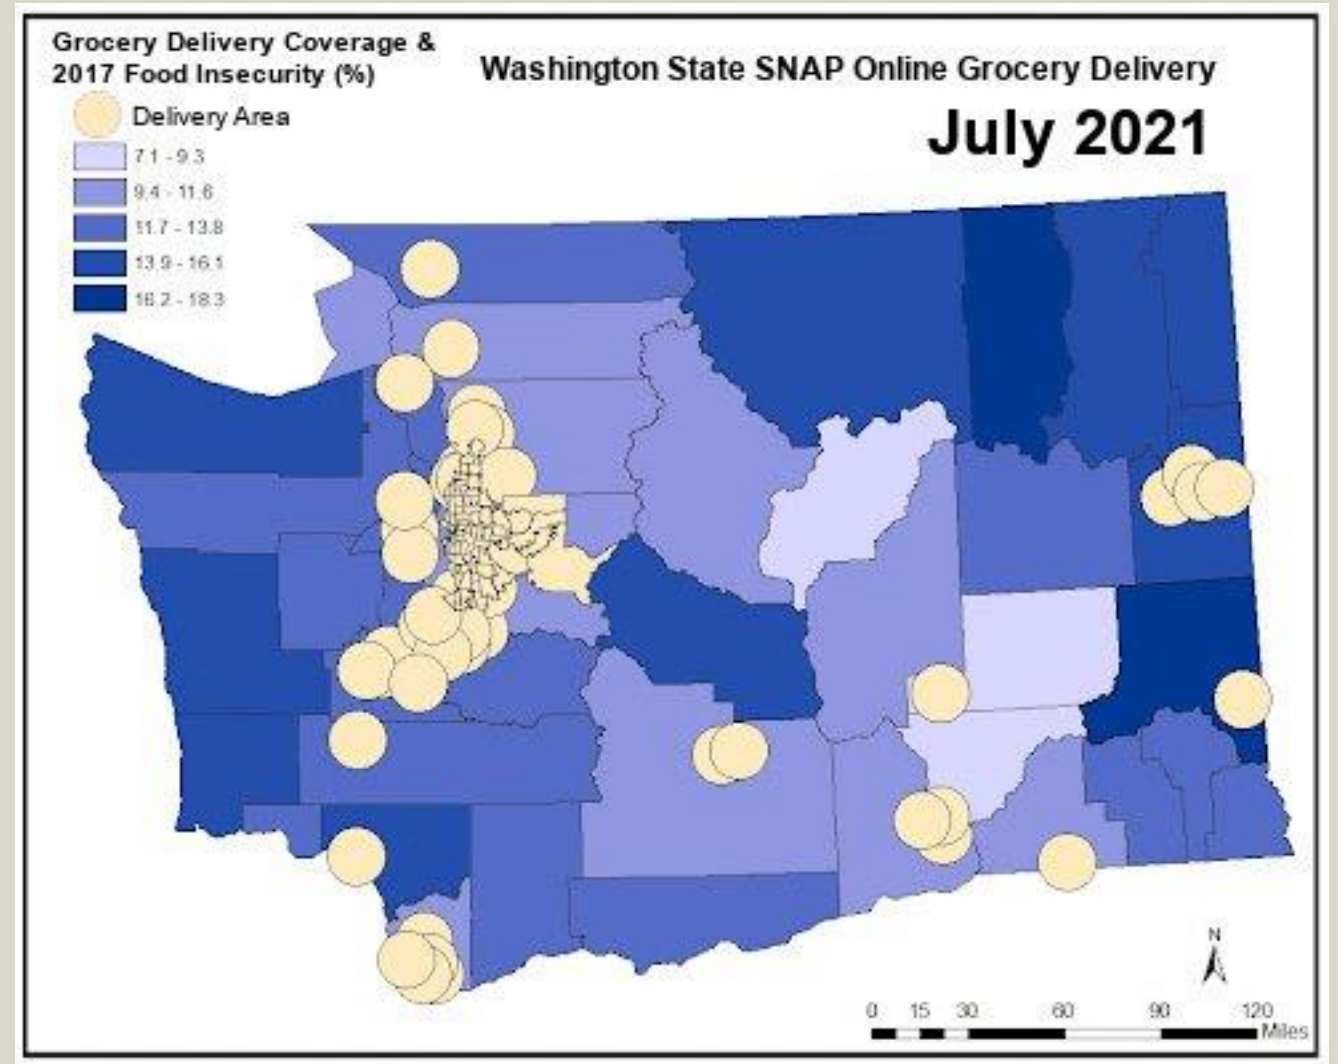 Grocery Delivery Coverage &
2017 Food Insecurity (%)
Washington State SNAP Online Grocery Delivery
July 2021
Delivery Area
7.1 - 9.3
9.4 - 11.6
11.7 - 13.8
13.9 - 16.1
16.2 - 18.3
N
0 15 30 60 90 120
Miles